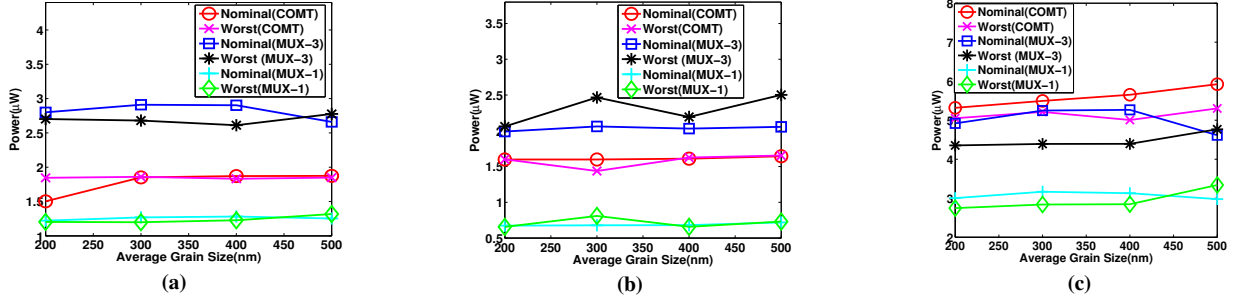 Power(μW)
4
3.5
3
2.5
2
1.5
1
Nominal(COMT)
Worst(COMT)
Nominal(MUX-3)
Worst (MUX-3)
Nominal(MUX-1)
Worst(MUX-1)
200 250 300 350 400 450 500
Average Grain Size(nm)
(a)
Power(μW)
3.5
3
2.5
2
1.5
1
0.5
Nominal(COMT)
Worst(COMT)
Nominal(MUX-3)
Worst (MUX-3)
Nominal(MUX-1)
Worst(MUX-1)
200 250 300 350 400 450 500
Average Grain Size(nm)
(b)
Power(μW)
8
7
6
5
4
3
2
Nominal(COMT)
Worst(COMT)
Nominal(MUX-3)
Worst (MUX-3)
Nominal(MUX-1)
Worst(MUX-1)
200 250 300 350 400 450 500
Average Grain Size(nm)
(c)